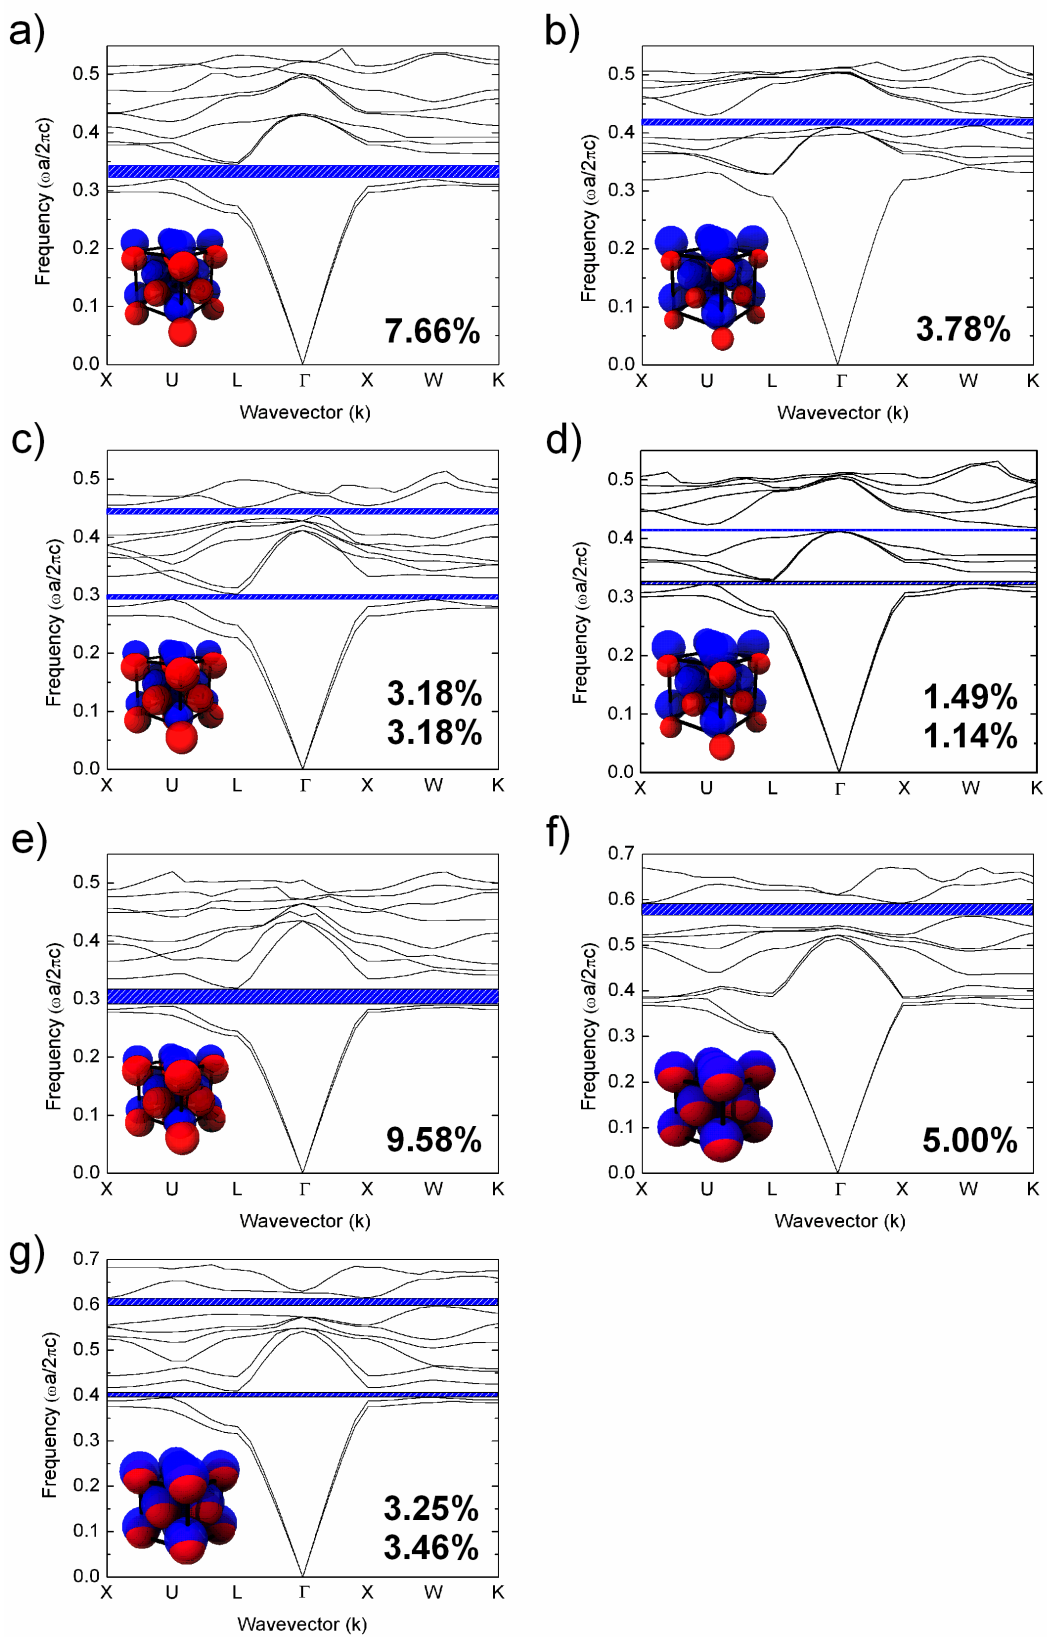 a)
0.5
0.4
0.3
0.2
0.1
0.0
Frequency (ωa/2πc)
7.66%
X U L Γ X W K
Wavevector (k)
b)
0.5
0.4
0.3
0.2
0.1
0.0
Frequency (ωa/2πc)
3.78%
X U L Γ X W K
Wavevector (k)
c)
0.5
0.4
0.3
0.2
0.1
0.0
Frequency (ωa/2πc)
3.18%
3.18%
X U L Γ X W K
Wavevector (k)
d)
0.5
0.4
0.3
0.2
0.1
0.0
Frequency (ωa/2πc)
1.49%
1.14%
X U L Γ X W K
Wavevector (k)
e)
0.5
0.4
0.3
0.2
0.1
0.0
Frequency (ωa/2πc)
9.58%
X U L Γ X W K
Wavevector (k)
f)
0.7
0.6
0.5
0.4
0.3
0.2
0.1
0.0
Frequency (ωa/2πc)
5.00%
X U L Γ X W K
Wavevector (k)
g)
0.7
0.6
0.5
0.4
0.3
0.2
0.1
0.0
Frequency (ωa/2πc)
3.25%
3.46%
X U L Γ X W K
Wavevector (k)